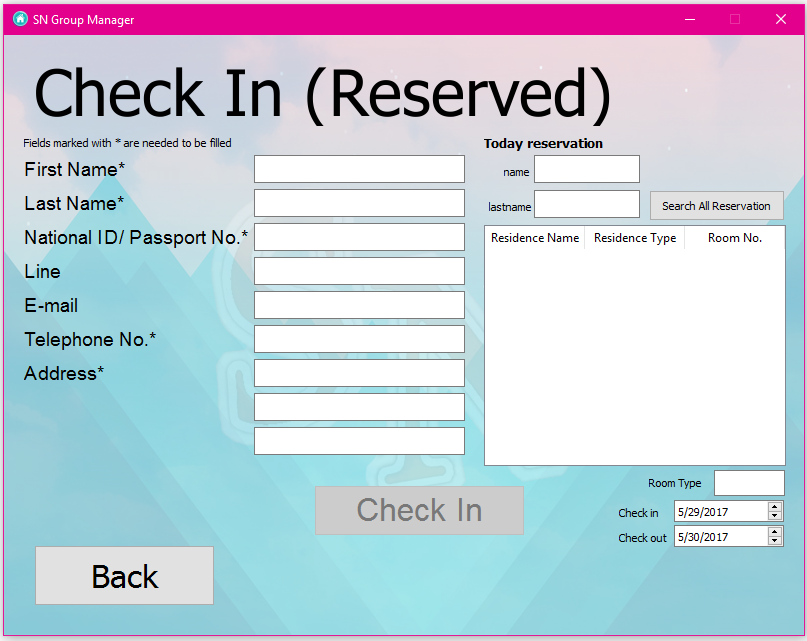 SN Group Manager
Check In (Reserved)
Fields marked with * are needed to be filled
First Name*
Last Name*
National ID/ Passport No.*
Line
E-mail
Telephone No.*
Address*
Today reservation
name
lastname
Search All Reservation
Residence Name Residence Type Room No.
Room Type
Check in 5/29/2017
Check out 5/30/2017
Check In
Back